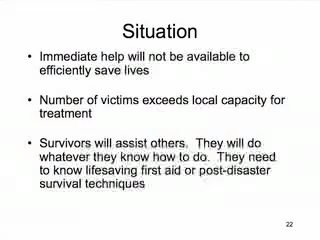 Situation
• Immediate help will not be available to
efficiently save lives
• Number of victims exceeds local capacity for
treatment
• Survivors will assist others. They will do
whatever they know how to do. They need
to know lifesaving first aid or post-disaster
survival techniques
22